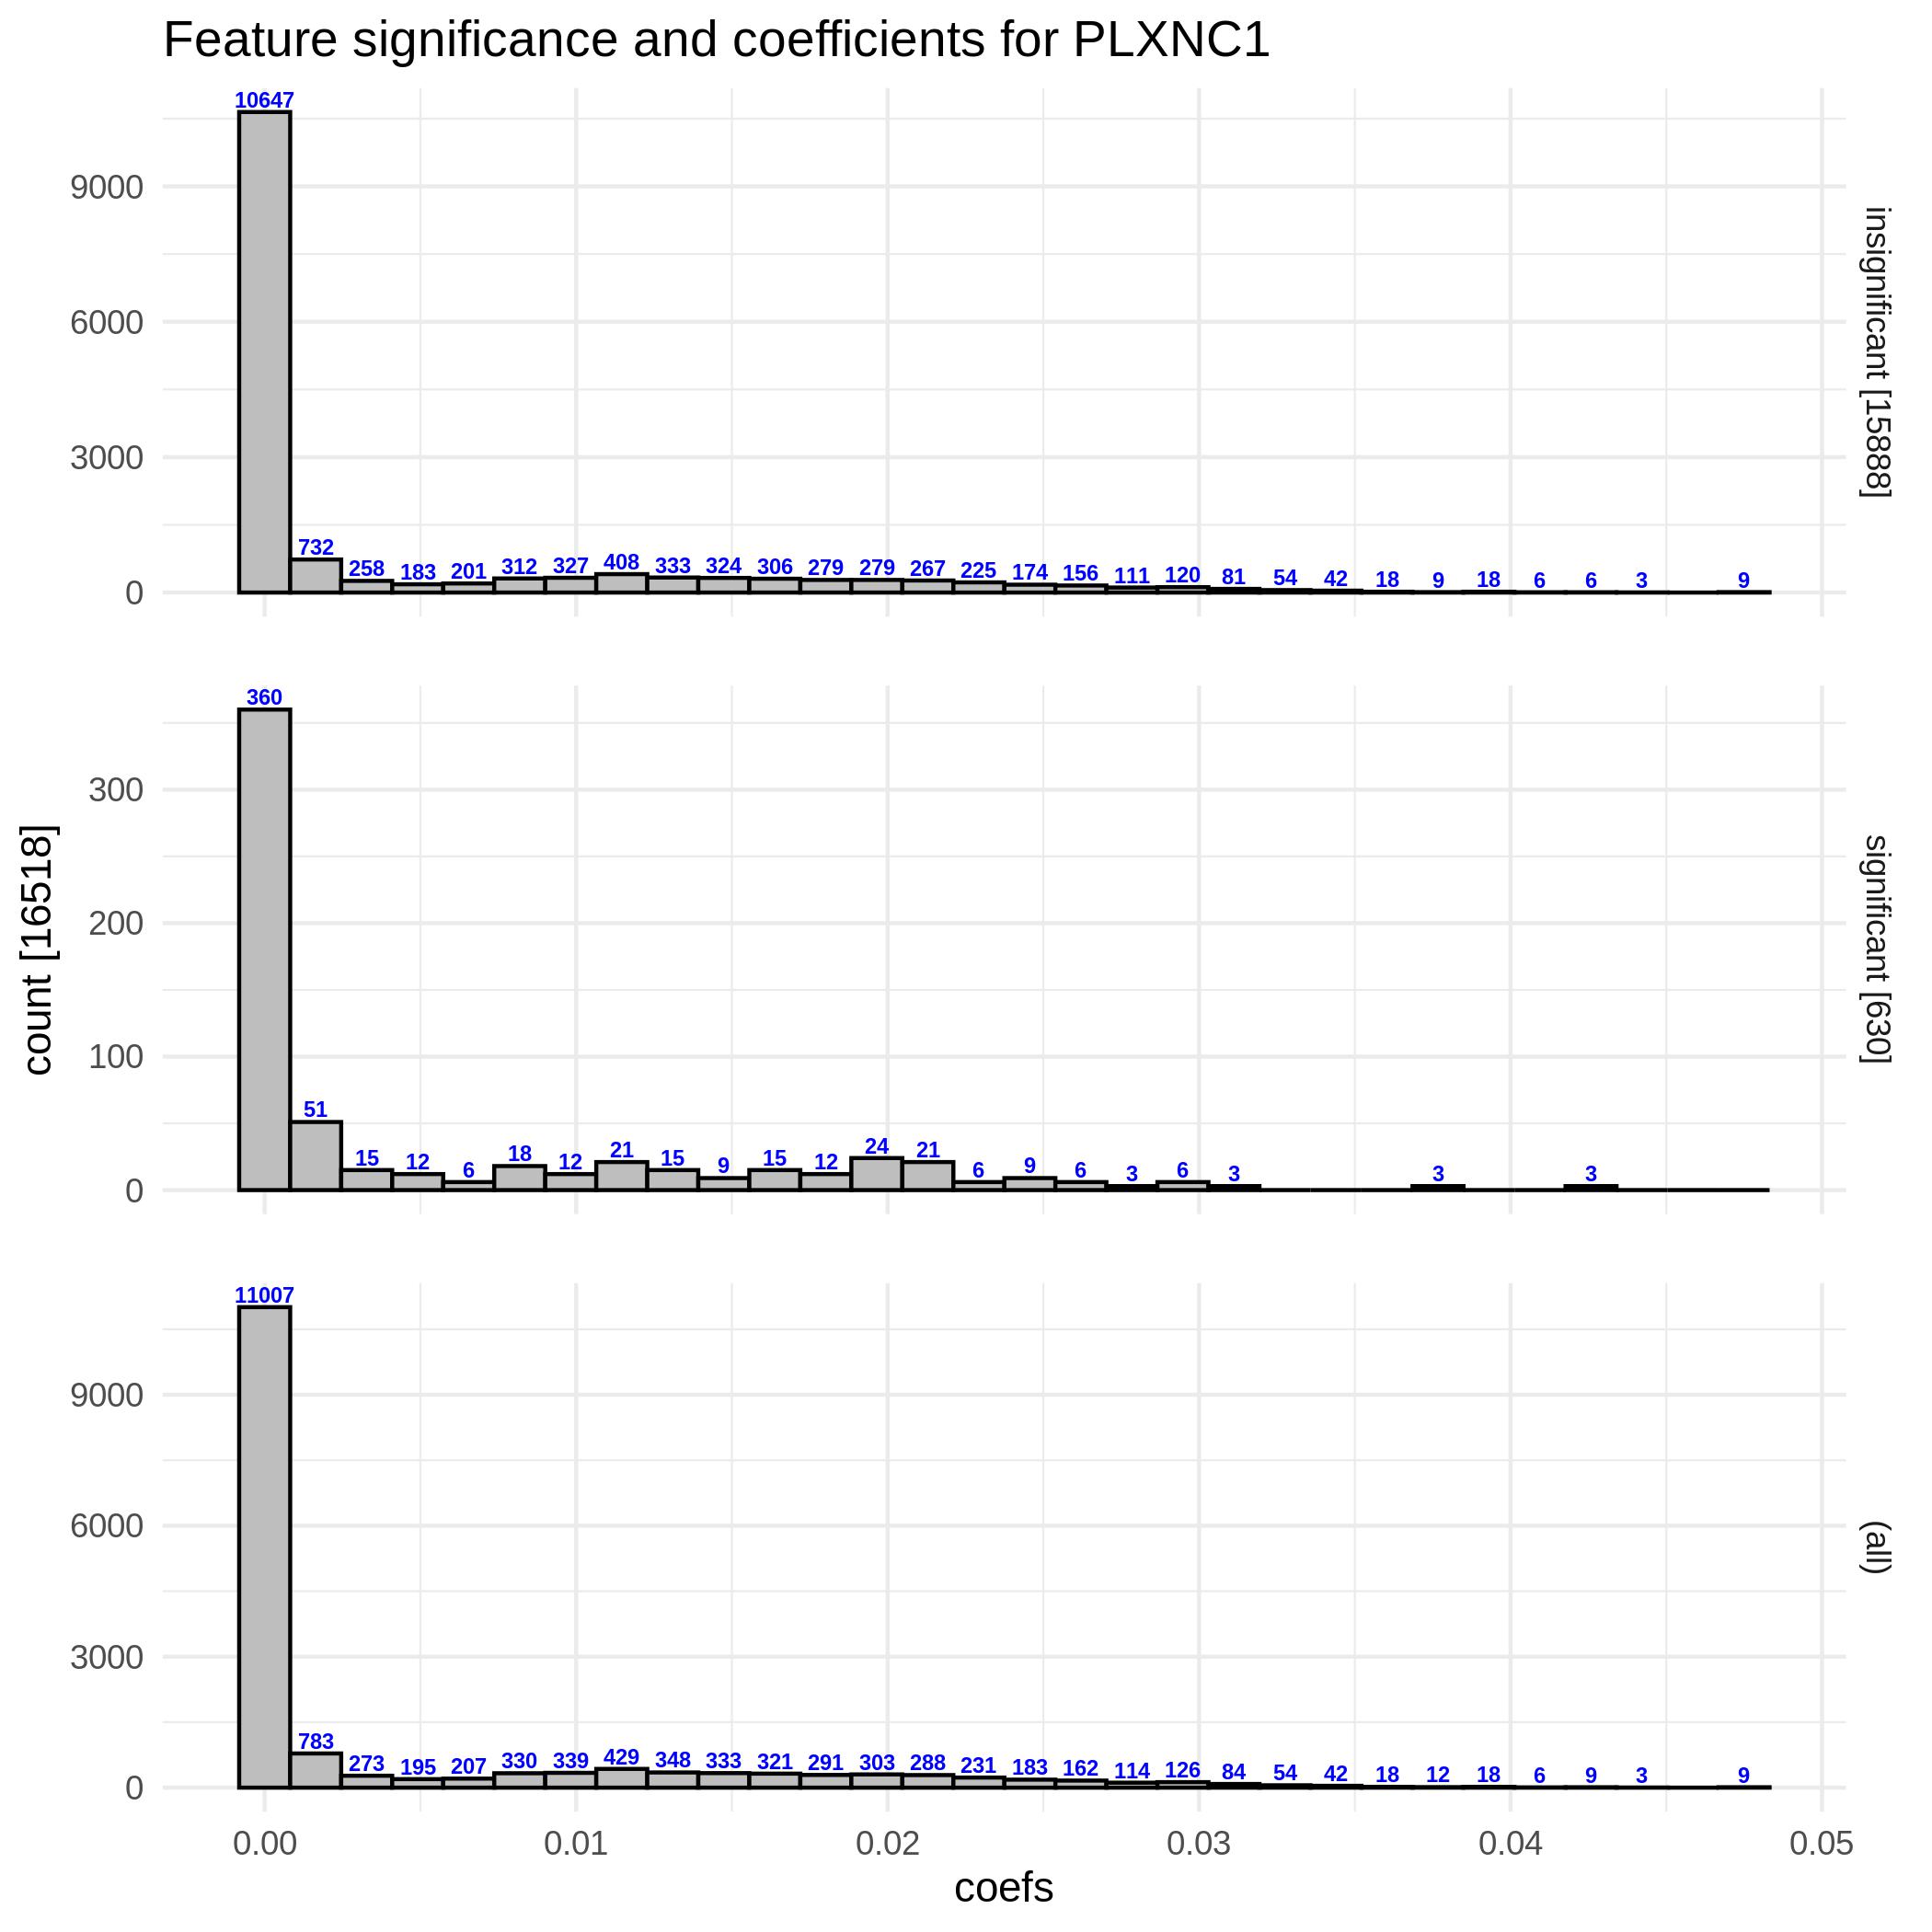 Feature significance and coefficients for PLXNC1
10647
9000
6000
3000
0
732 258 183 201 312 327 408 333 324 306 279 279 267 225 174 156 111 120 81 54 42 18 9 18 6 6 3 9
insignificant [15888]
360
300
200
100
0
51 15 12 6 18 12 21 15 9 15 12 24 21 6 9 6 3 6 3 3 3
significant [630]
count [16518]
11007
9000
6000
3000
0
783 273 195 207 330 339 429 348 333 321 291 303 288 231 183 162 114 126 84 54 42 18 12 18 6 9 3 9
(all)
0.00 0.01 0.02 0.03 0.04 0.05
coefs